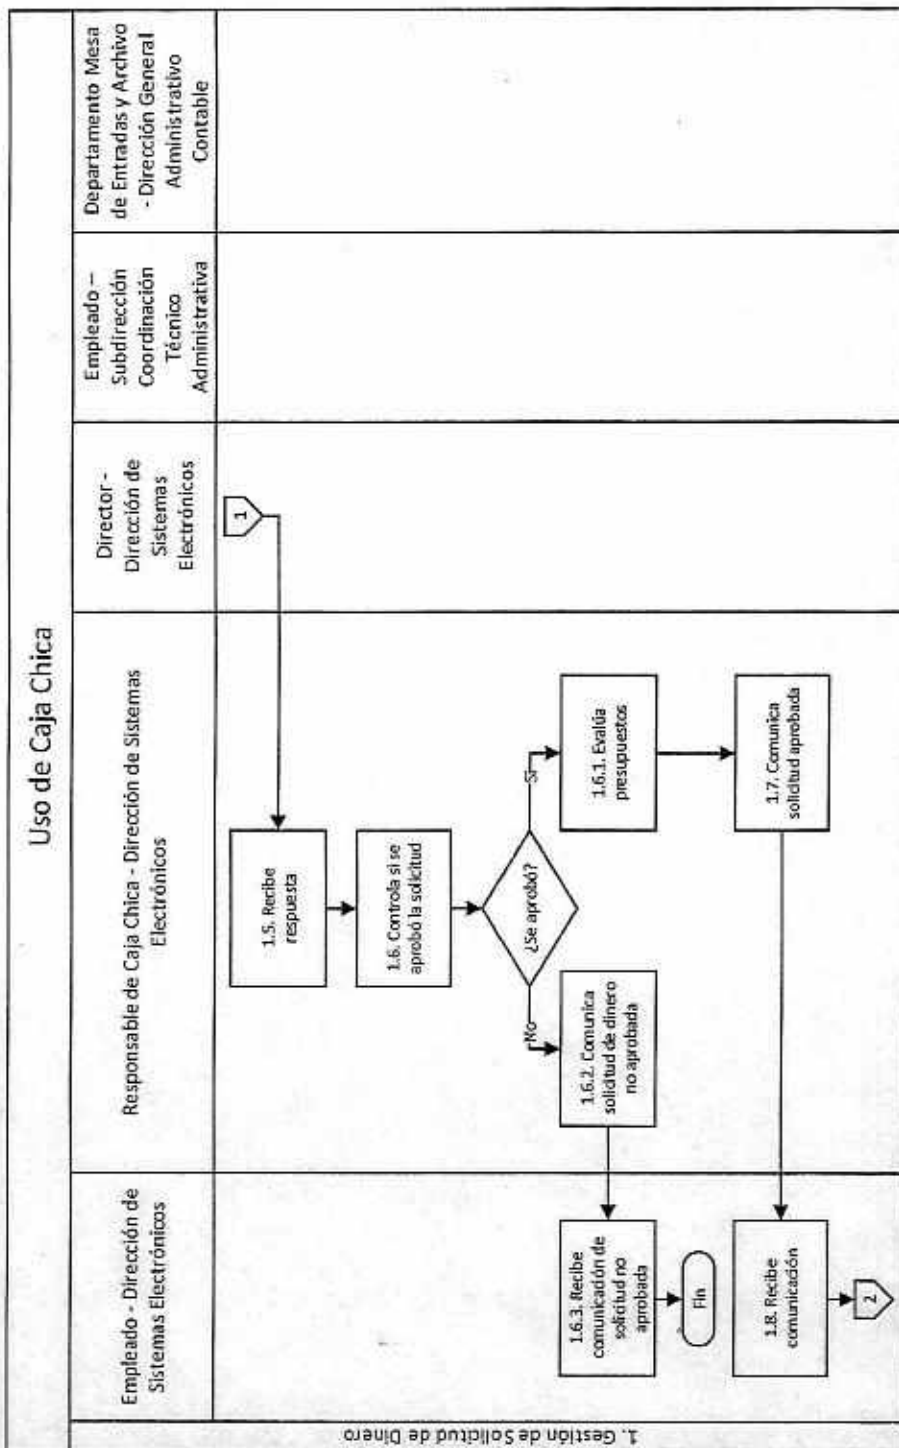 Uso de Caja Chica
Empleado - Dirección de
Sistemas Electrónicos
Responsable de Caja Chica - Dirección de Sistemas
Electrónicos
Director -
Dirección de
Sistemas
Electrónicos
Empleado –
Subdirección
Coordinación
Técnico
Administrativa
Departamento Mesa
de Entradas y Archivo
- Dirección General
Administrativo
Contable
1. Gestión de Solicitud de Dinero
1
1.5. Recibe
respuesta
1.6. Controla si se
aprobó la solicitud
¿Se aprobó?
No
Si
1.6.2. Comunica
solicitud de dinero
no aprobada
1.6.1. Evalúa
presupuestos
1.6.3. Recibe
comunicación de
solicitud no
aprobada
Fin
1.7. Comunica
solicitud aprobada
1.8. Recibe
comunicación
2